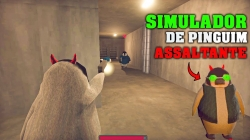 SIMULADOR
DE PINGUIM
ASSALTANTE